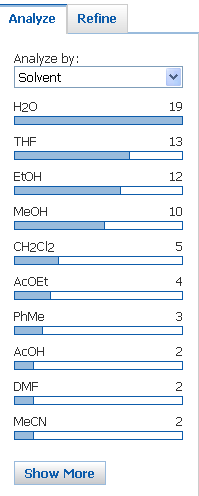 Analyze Refine
Analyze by:
Solvent
H2O 19
THF 13
EtOH 12
MeOH 10
CH2Cl2 5
AcOEt 4
PhMe 3
AcOH 2
DMF 2
MeCN 2
Show More